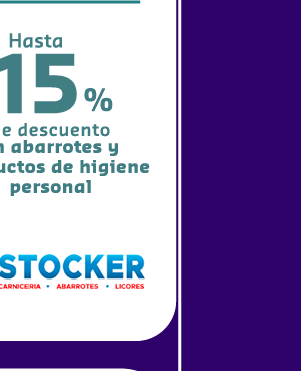 Hasta
15%
e descuento
n abarrotes y
uctos de higiene
personal
STOCKER
CARNICERIA • ABARROTES • LICORES